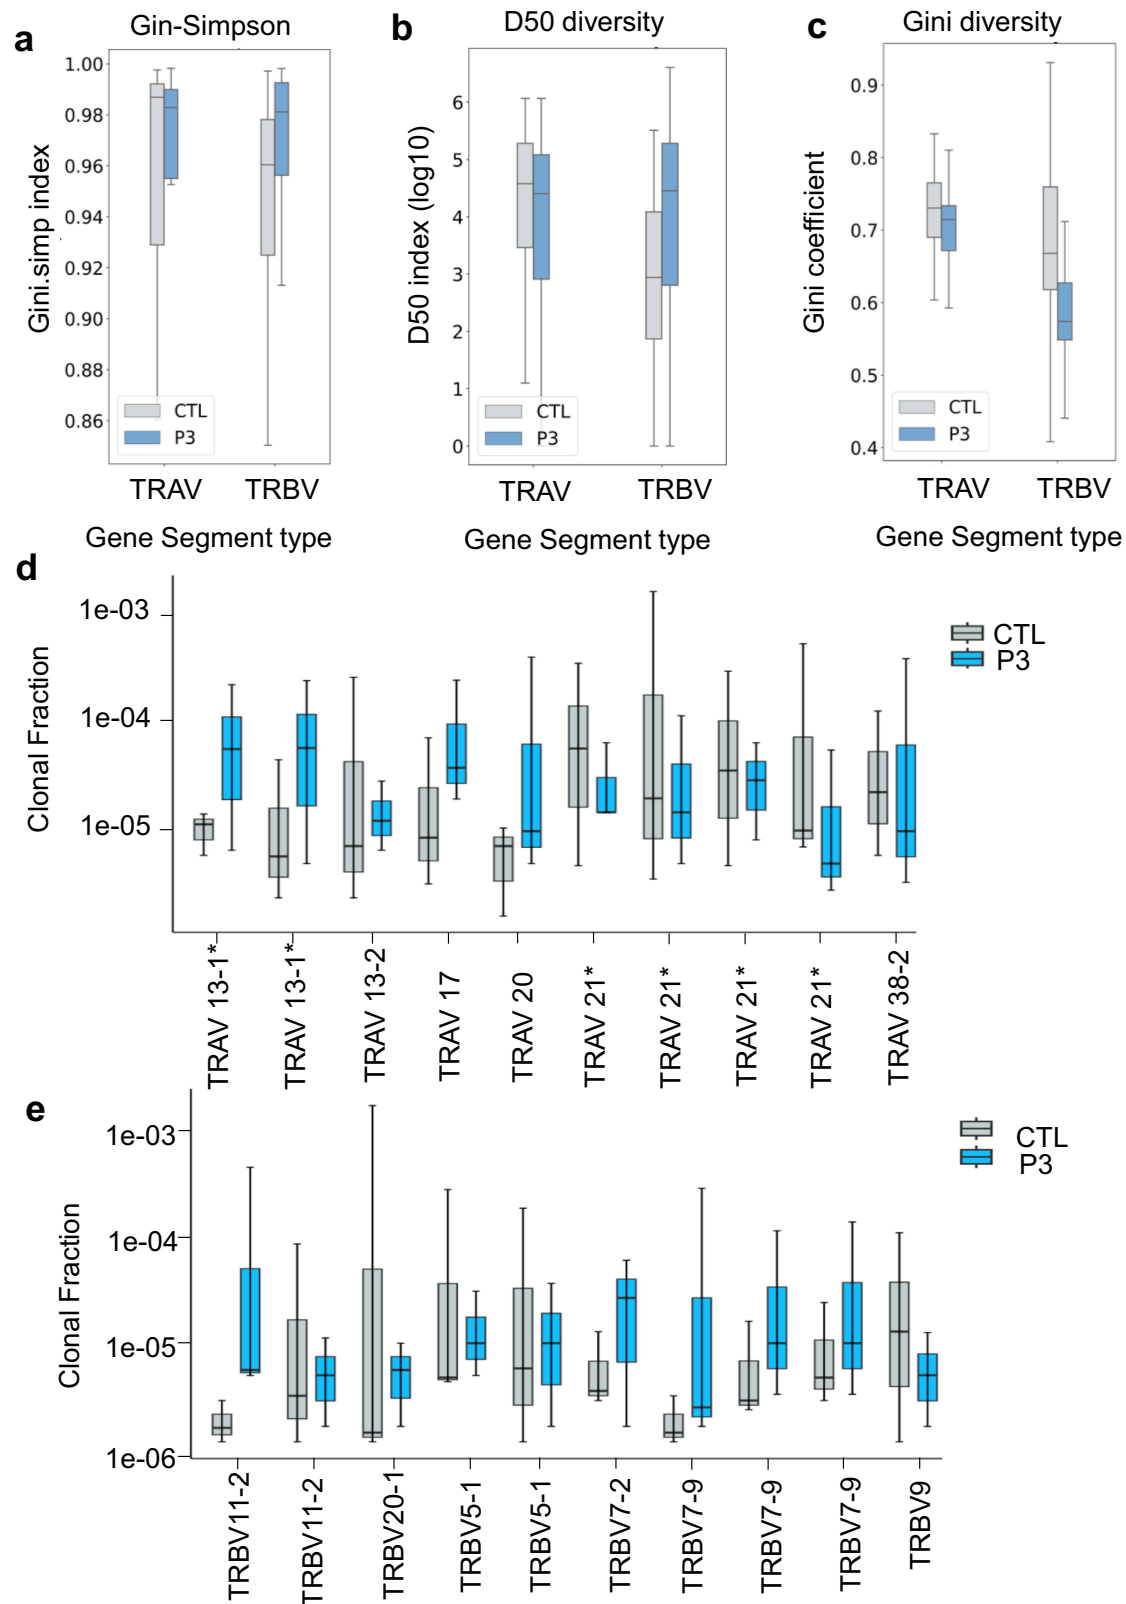 a
Gin-Simpson
Gini.simp index
1.00
0.98
0.96
0.94
0.92
0.90
0.88
0.86
CTL
P3
TRAV
TRBV
Gene Segment type
b
D50 diversity
D50 index (log10)
6
5
4
3
2
1
0
CTL
P3
TRAV
TRBV
Gene Segment type
c
Gini diversity
Gini coefficient
0.9
0.8
0.7
0.6
0.5
0.4
CTL
P3
TRAV
TRBV
Gene Segment type
d
Clonal Fraction
1e-03
1e-04
1e-05
CTL
P3
TRAV 13-1*
TRAV 13-1*
TRAV 13-2
TRAV 17
TRAV 20
TRAV 21*
TRAV 21*
TRAV 21*
TRAV 21*
TRAV 38-2
e
Clonal Fraction
1e-03
1e-04
1e-05
1e-06
CTL
P3
TRBV11-2
TRBV11-2
TRBV20-1
TRBV5-1
TRBV5-1
TRBV7-2
TRBV7-9
TRBV7-9
TRBV7-9
TRBV9